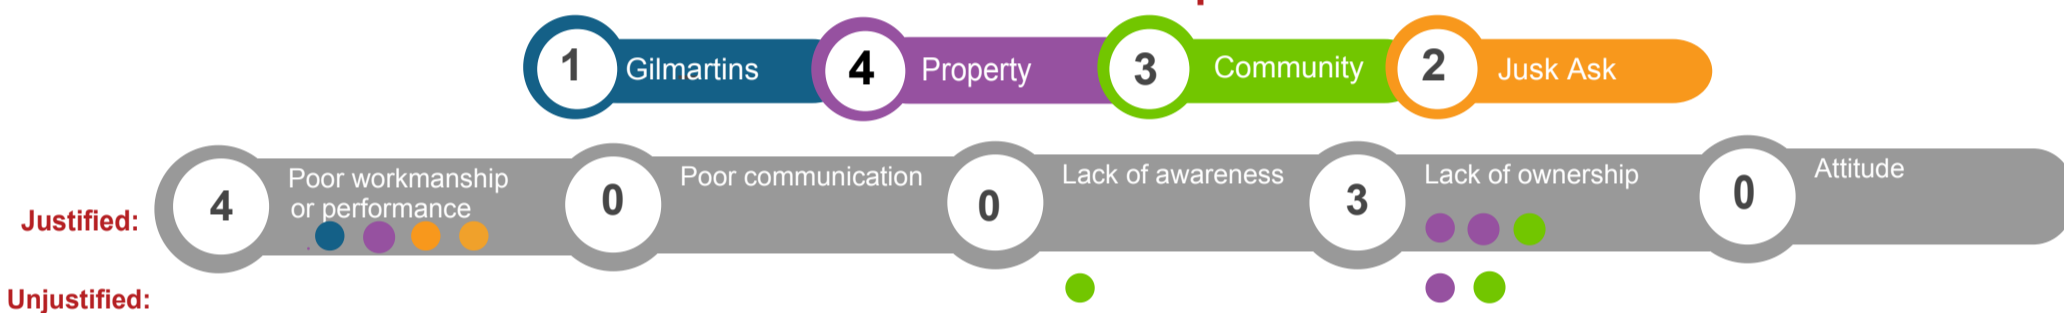 1 Gilmartins 4 Property 3 Community 2 Jusk Ask
Justified:
4 Poor workmanship
or performance
0 Poor communication
0 Lack of awareness
3 Lack of ownership
0 Attitude
Unjustified: